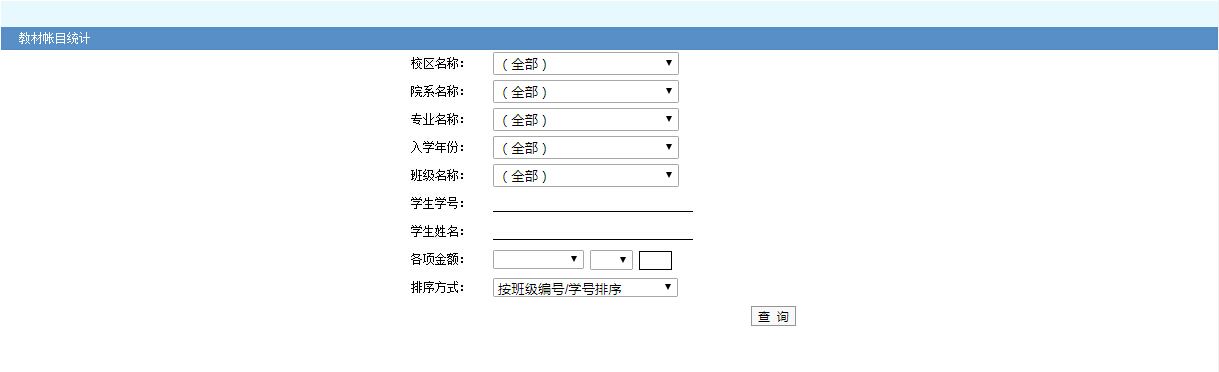 教材帐目统计
校区名称： （全部）
院系名称： （全部）
专业名称： （全部）
入学年份： （全部）
班级名称： （全部）
学生学号：
学生姓名：
各项金额：
排序方式： 按班级编号/学号排序
查 询